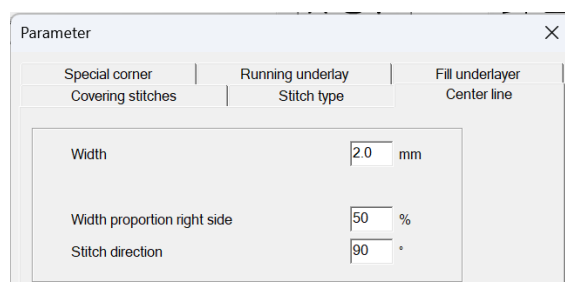 Parameter
Special corner Running underlay Fill underlayer
Covering stitches Stitch type Center line
Width 2.0 mm
Width proportion right side 50 %
Stitch direction 90 °